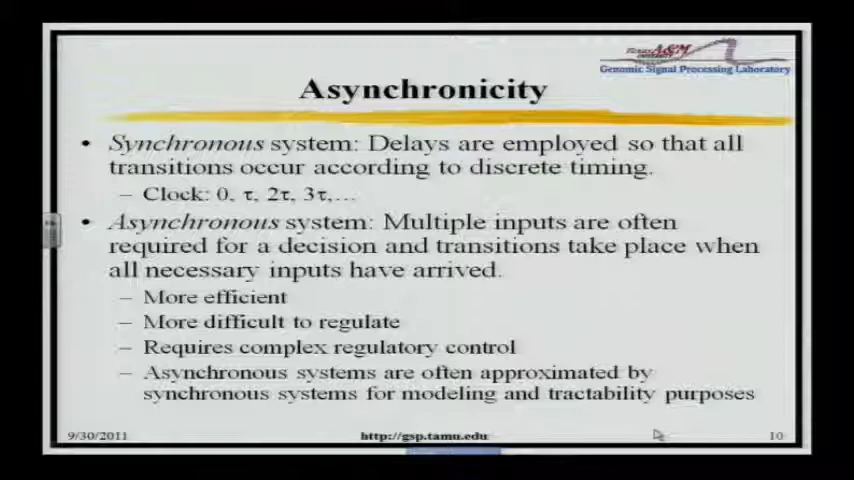 TEXAS A&M
UNIVERSITY
Genomic Signal Processing Laboratory
Asynchronicity
• Synchronous system: Delays are employed so that all
transitions occur according to discrete timing.
– Clock: 0, τ, 2τ, 3τ,…
• Asynchronous system: Multiple inputs are often
required for a decision and transitions take place when
all necessary inputs have arrived.
– More efficient
– More difficult to regulate
– Requires complex regulatory control
– Asynchronous systems are often approximated by
synchronous systems for modeling and tractability purposes
9/30/2011 http://gsp.tamu.edu 10